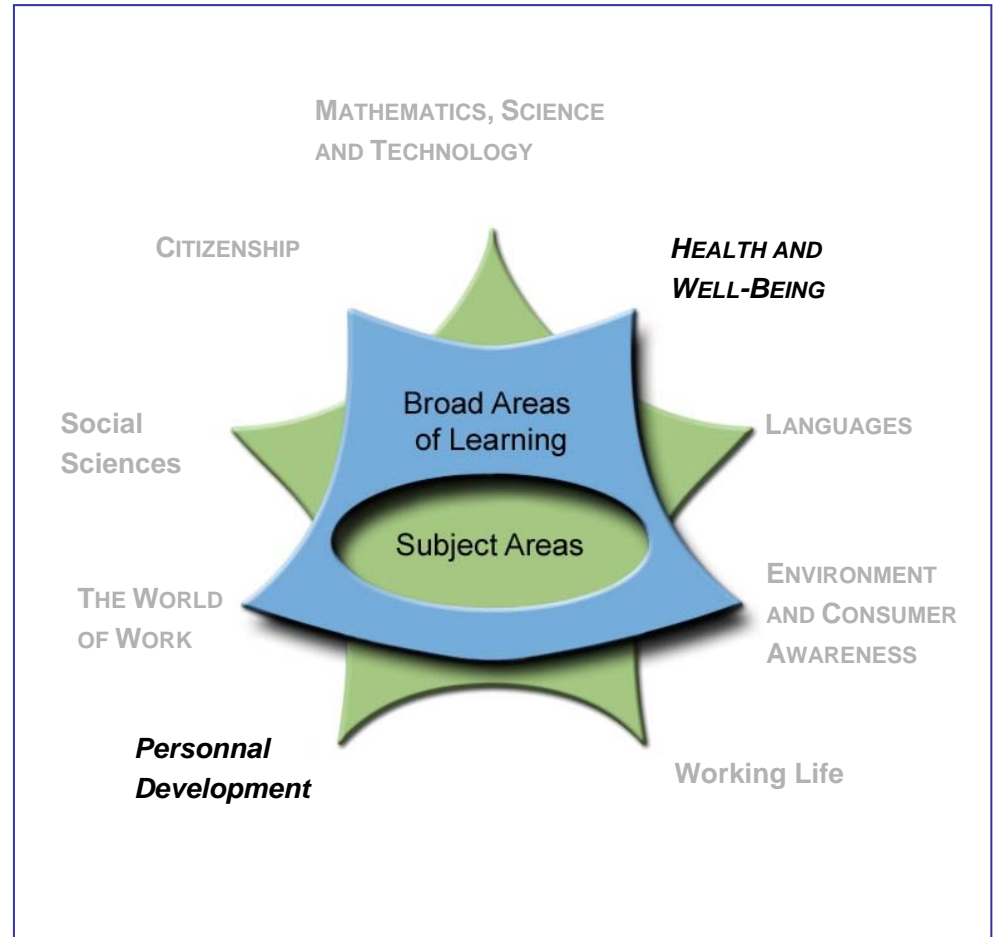 MATHEMATICS, SCIENCE
AND TECHNOLOGY
CITIZENSHIP
HEALTH AND
WELL-BEING
Broad Areas
of Learning
Social
Sciences
LANGUAGES
Subject Areas
THE WORLD
OF WORK
ENVIRONMENT
AND CONSUMER
AWARENESS
Personnal
Development
Working Life